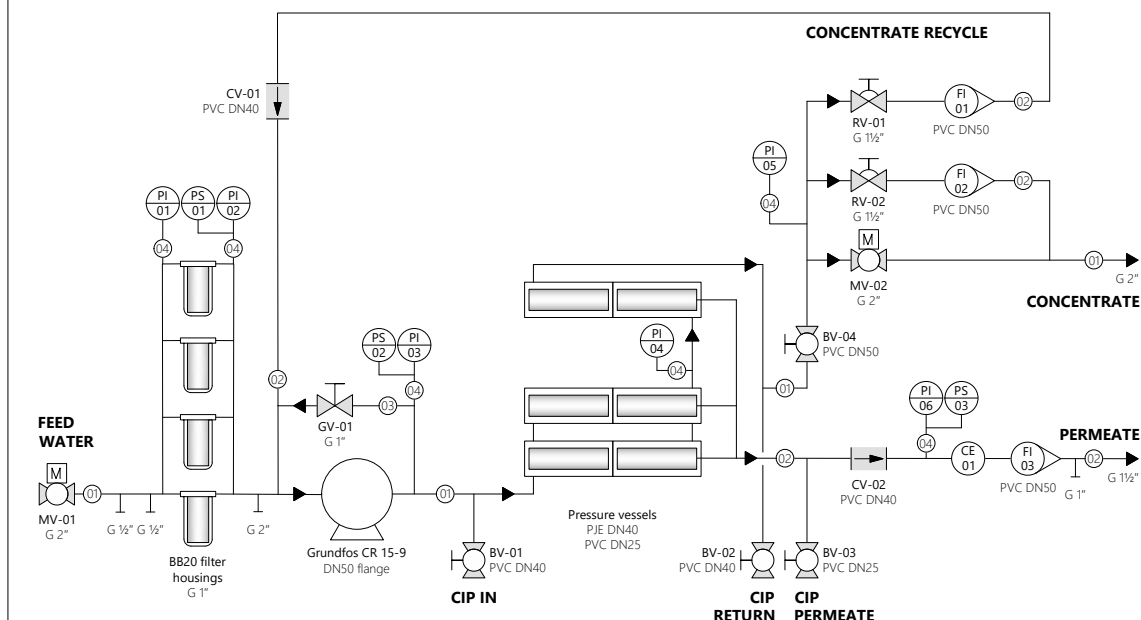 CONCENTRATE RECYCLE
CV-01
PVC DN40
FI
01
02
RV-01
G 1½"
PVC DN50
PI
05
04
FI
02
02
RV-02
G 1½"
PVC DN50
PI
01
PS
01
PI
02
04
04
M
MV-02
G 2"
01
G 2"
CONCENTRATE
PS
02
PI
03
PI
04
04
BV-04
PVC DN50
02
03
04
01
GV-01
G 1"
PI
06
PS
03
04
FEED
WATER
PERMEATE
M
01
MV-01
G 2"
G ½"
G ½"
G 2"
01
02
CV-02
PVC DN40
CE
01
FI
03
PVC DN50
G 1"
02
G 1½"
BB20 filter
housings
G 1"
Grundfos CR 15-9
DN50 flange
BV-01
PVC DN40
CIP IN
Pressure vessels
PJE DN40
PVC DN25
BV-02
PVC DN40
BV-03
PVC DN25
CIP
RETURN
CIP
PERMEATE